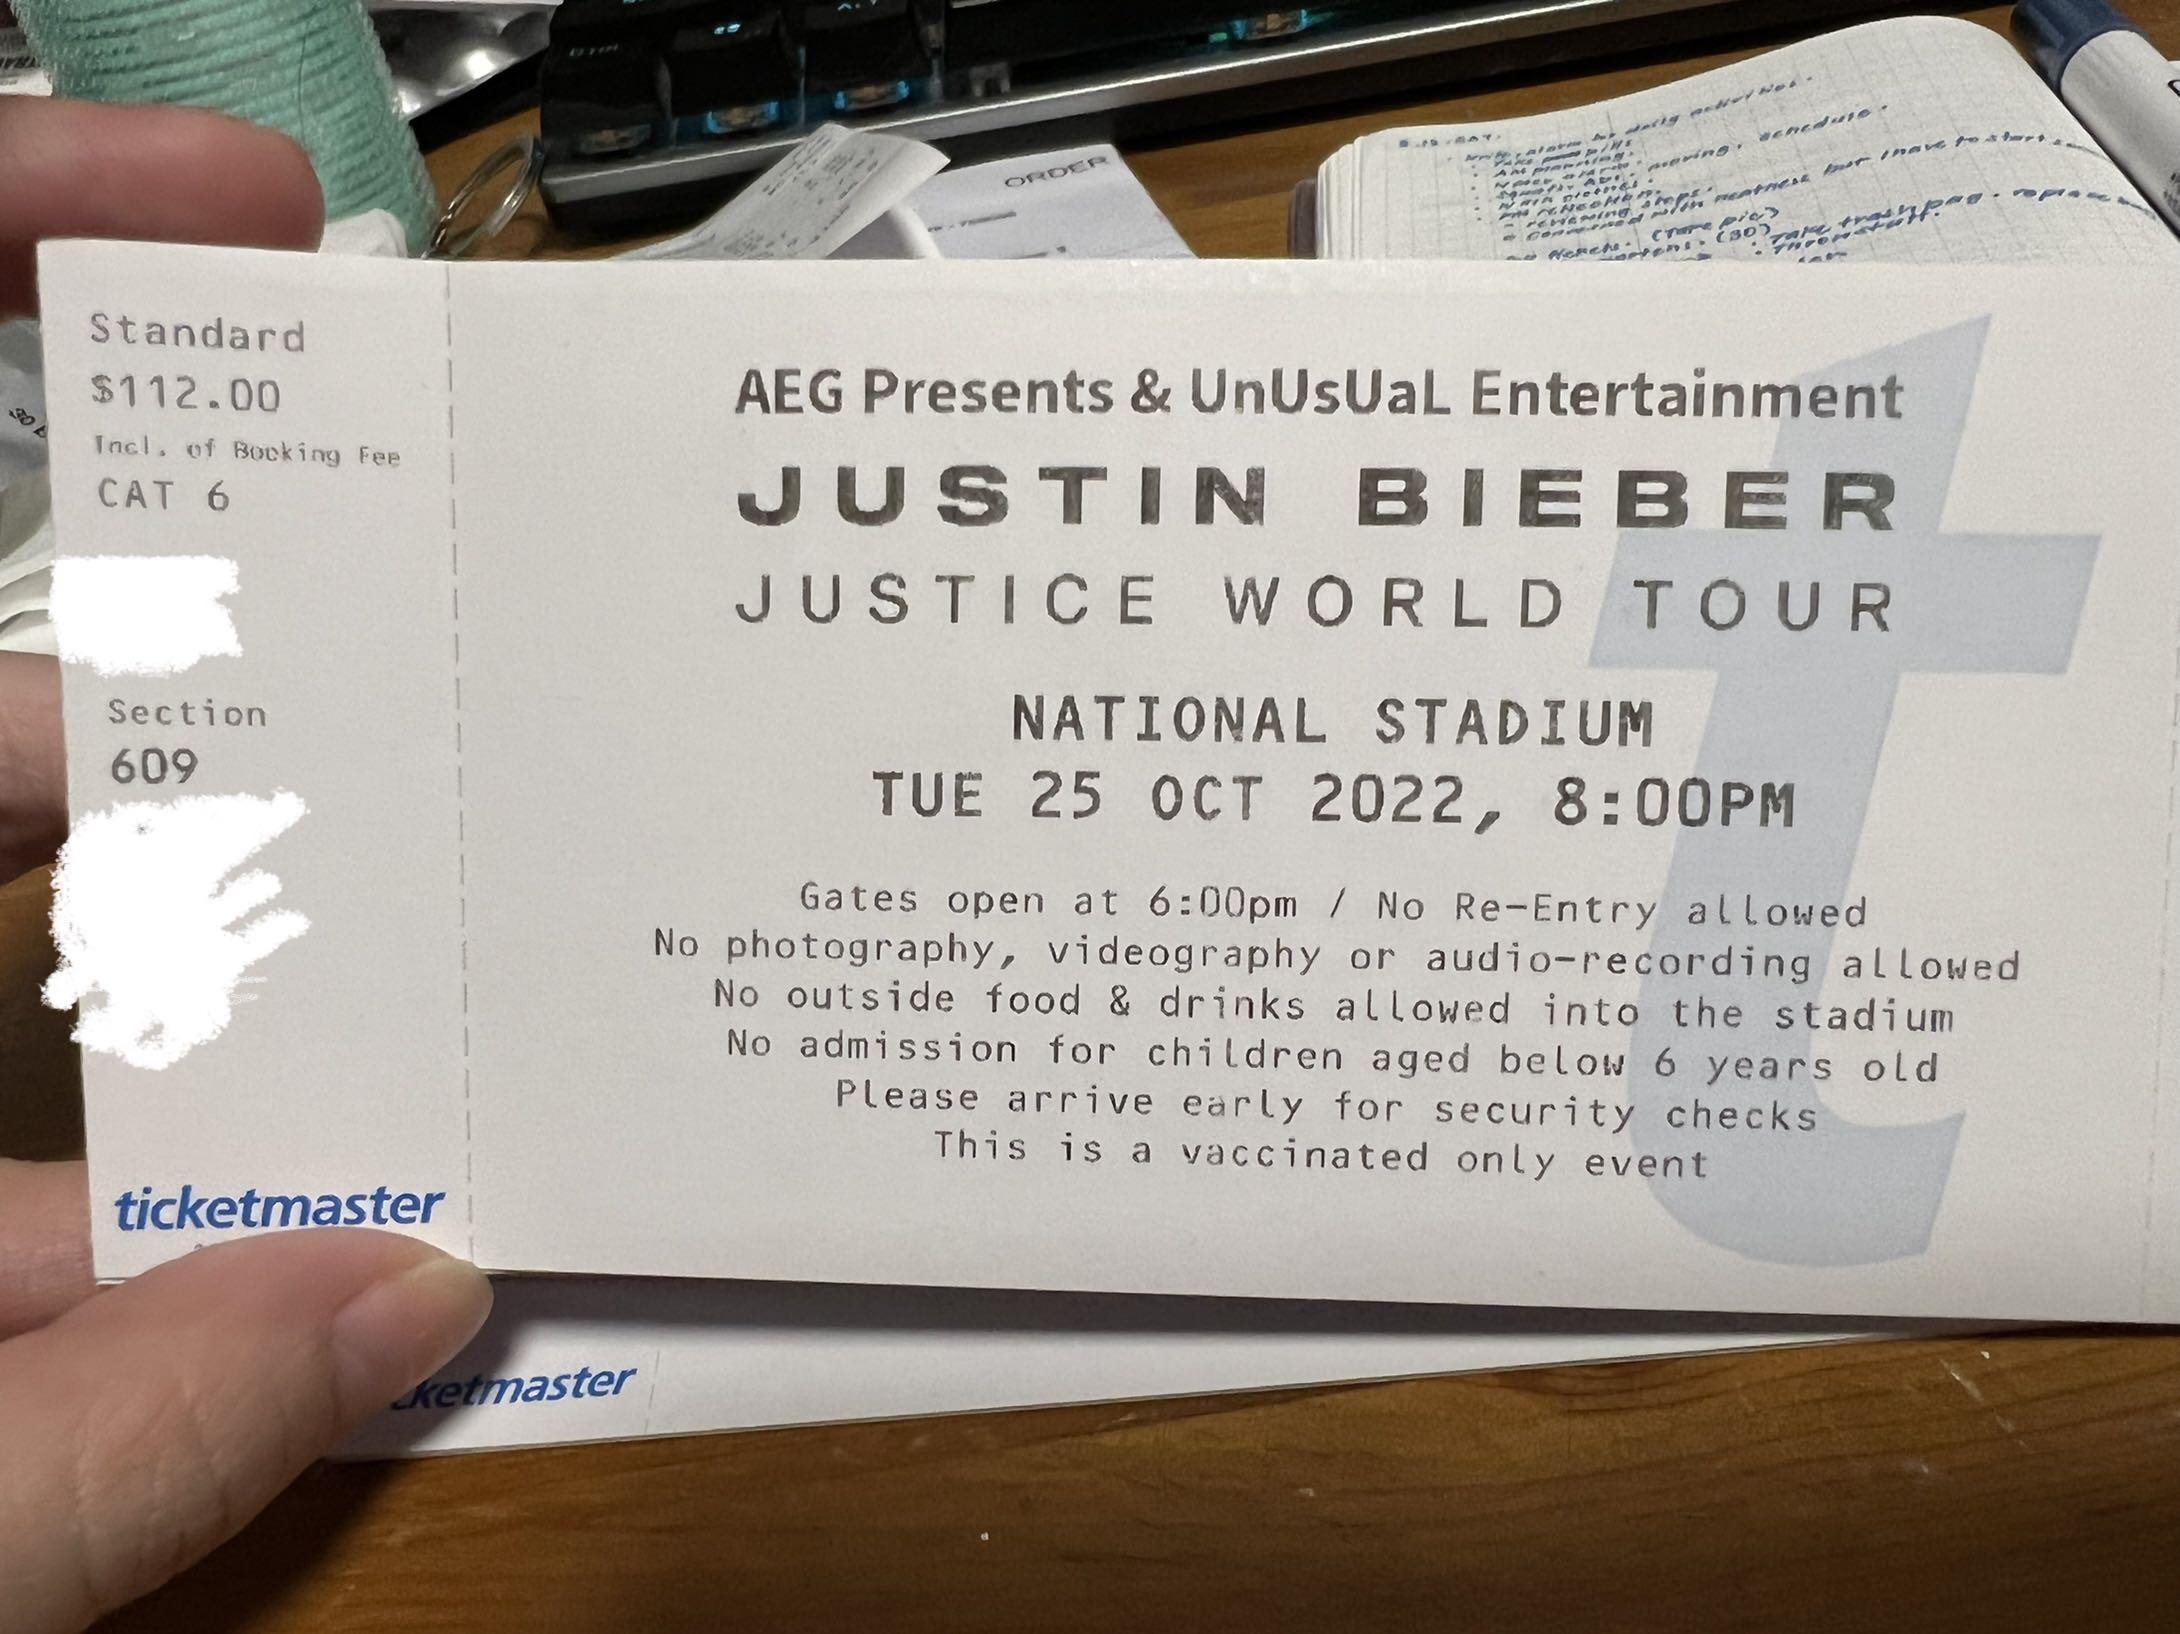 ORDER
Standard
$112.00
Incl. of Booking Fee
CAT 6
Section
609
ticketmaster
AEG Presents & UnUsUaL Entertainment
JUSTIN BIEBER
JUSTICE WORLD TOUR
NATIONAL STADIUM
TUE 25 OCT 2022, 8:00PM
Gates open at 6:00pm / No Re-Entry allowed
No photography, videography or audio-recording allowed
No outside food & drinks allowed into the stadium
No admission for children aged below 6 years old
Please arrive early for security checks
This is a vaccinated only event
ketmaster